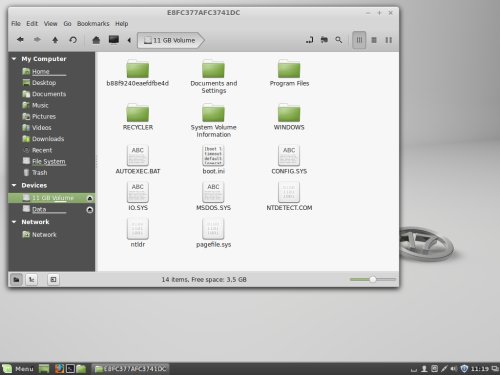 E8FC377AFC3741DC
File Edit View Go Bookmarks Help
11 GB Volume
My Computer
Home
Desktop
Documents
Music
Pictures
Videos
Downloads
Recent
File System
Trash
Devices
11 GB Volume
Data
Network
Network
b88f9240eaefdfbe4d
Documents and
Settings
Program Files
RECYCLER
System Volume
Information
WINDOWS
ABC
AUTOEXEC.BAT
[boot l
timeout
default
boot.ini
ABC
CONFIG.SYS
ABC
IO.SYS
ABC
MSDOS.SYS
NTDETECT.COM
ntldr
pagefile.sys
14 items, Free space: 3,5 GB
Menu
E8FC377AFC3741DC
11:19